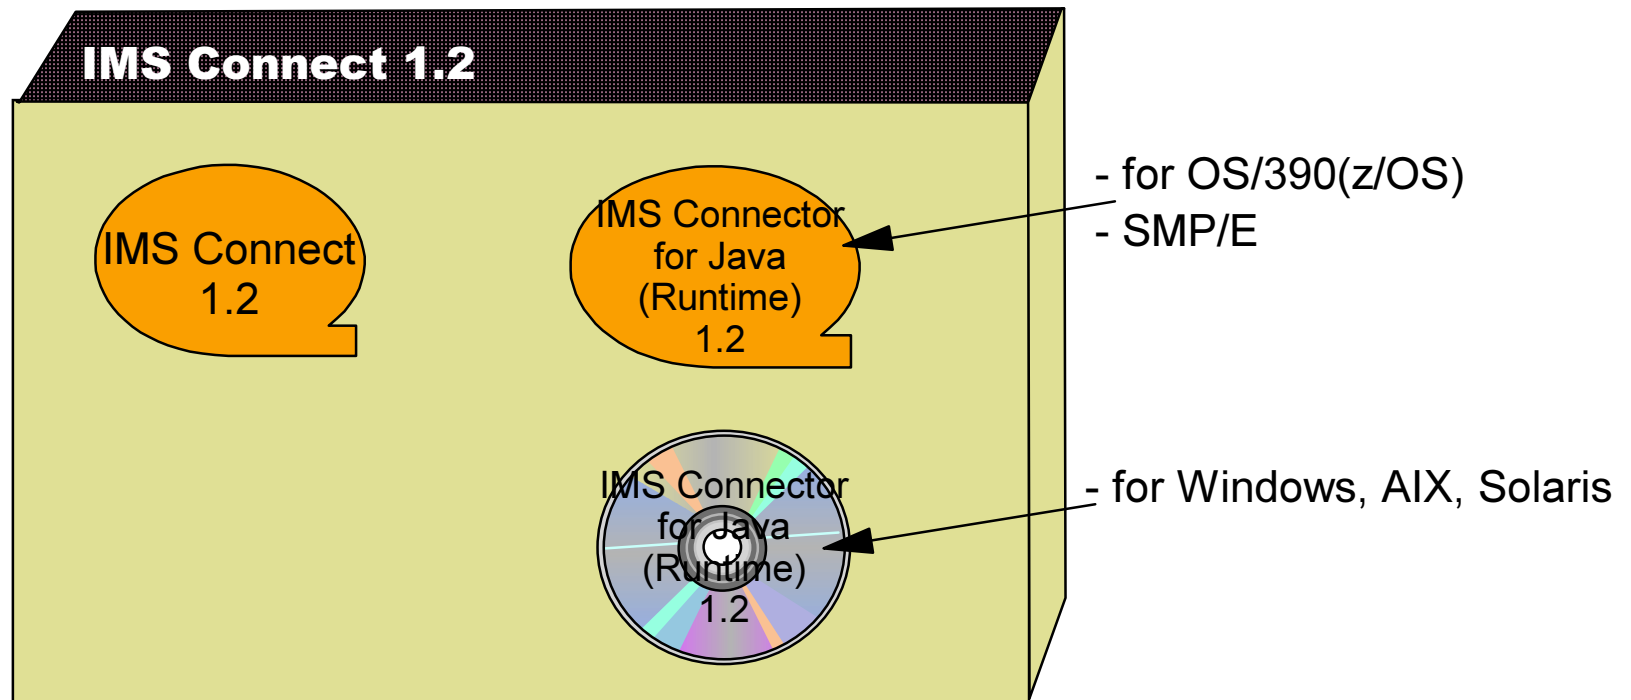 IMS Connect 1.2
IMS Connect
1.2
IMS Connector
for Java
(Runtime)
1.2
- for OS/390(z/OS)
- SMP/E
IMS Connector
for Java
(Runtime)
1.2
- for Windows, AIX, Solaris